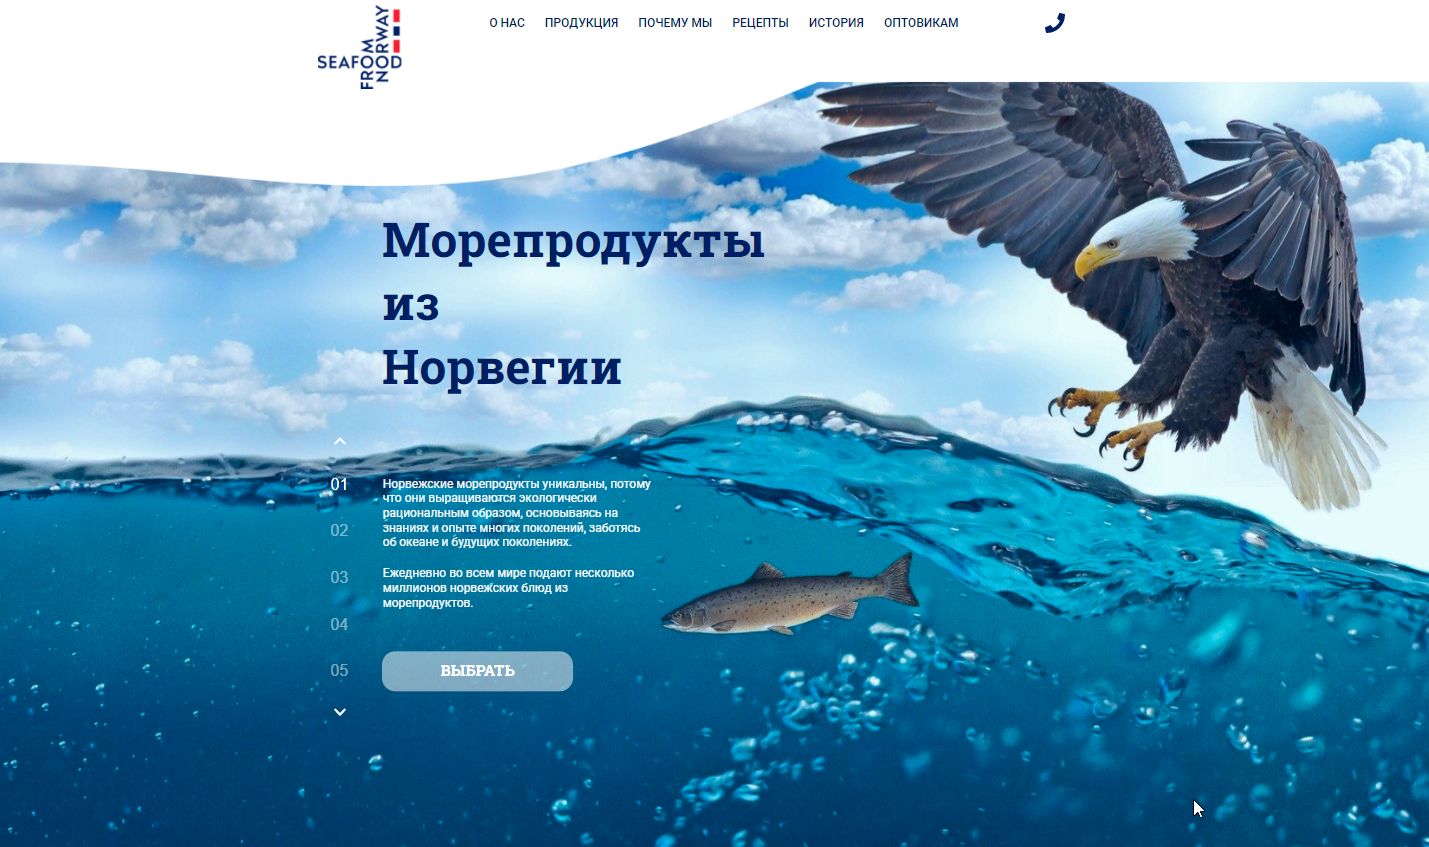 SEAFOOD
FROM
NORWAY
О НАС
ПРОДУКЦИЯ
ПОЧЕМУ МЫ
РЕЦЕПТЫ
ИСТОРИЯ
ОПТОВИКАМ
Морепродукты
из
Норвегии
01
02
03
04
05
Норвежские морепродукты уникальны, потому
что они выращиваются экологически
рациональным образом, основываясь на
знаниях и опыте многих поколений, заботясь
об океане и будущих поколениях.
Ежедневно во всем мире подают несколько
миллионов норвежских блюд из
морепродуктов.
ВЫБРАТЬ